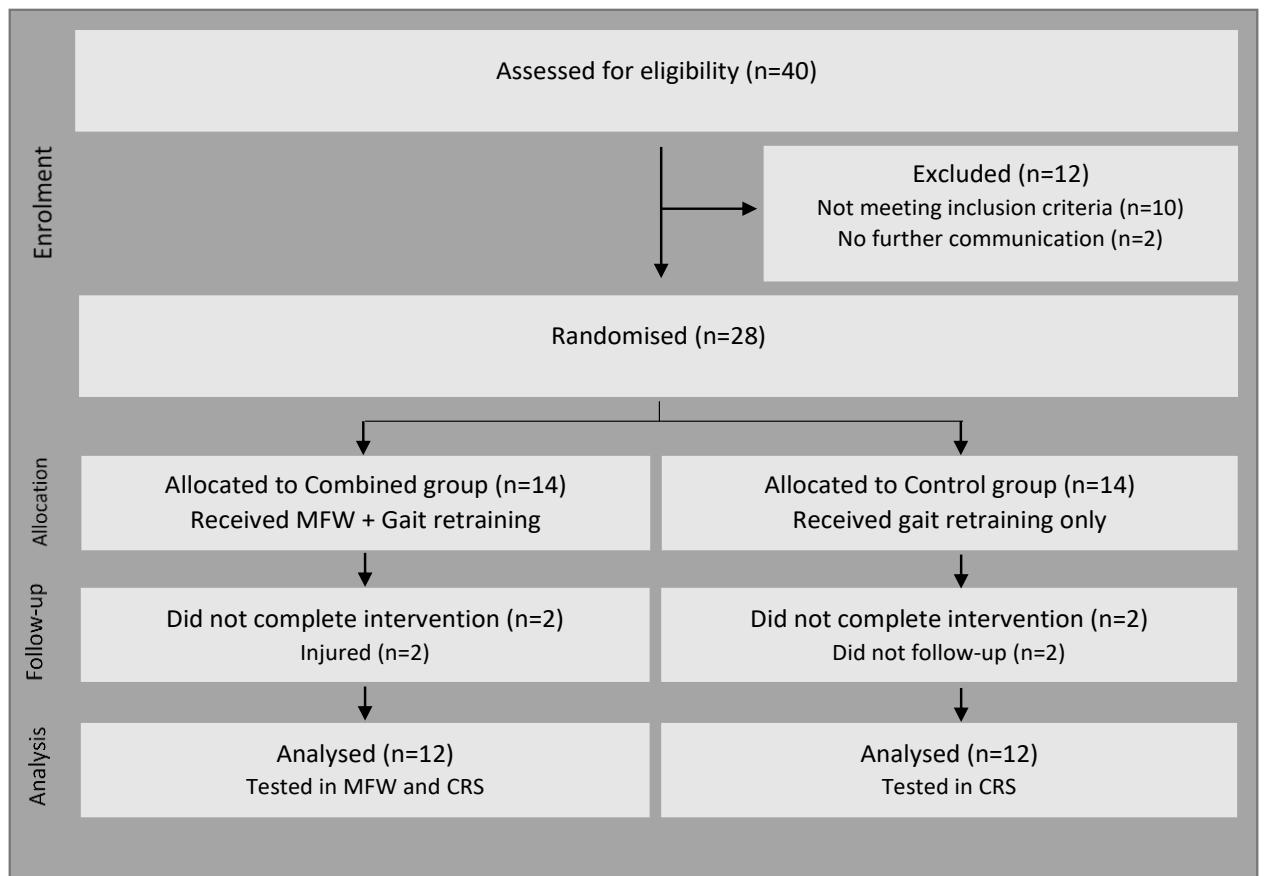 Assessed for eligibility (n=40)
Enrolment
Excluded (n=12)
Not meeting inclusion criteria (n=10)
No further communication (n=2)
Randomised (n=28)
Allocation
Allocated to Combined group (n=14)
Received MFW + Gait retraining
Allocated to Control group (n=14)
Received gait retraining only
Follow-up
Did not complete intervention (n=2)
Injured (n=2)
Did not complete intervention (n=2)
Did not follow-up (n=2)
Analysis
Analysed (n=12)
Tested in MFW and CRS
Analysed (n=12)
Tested in CRS